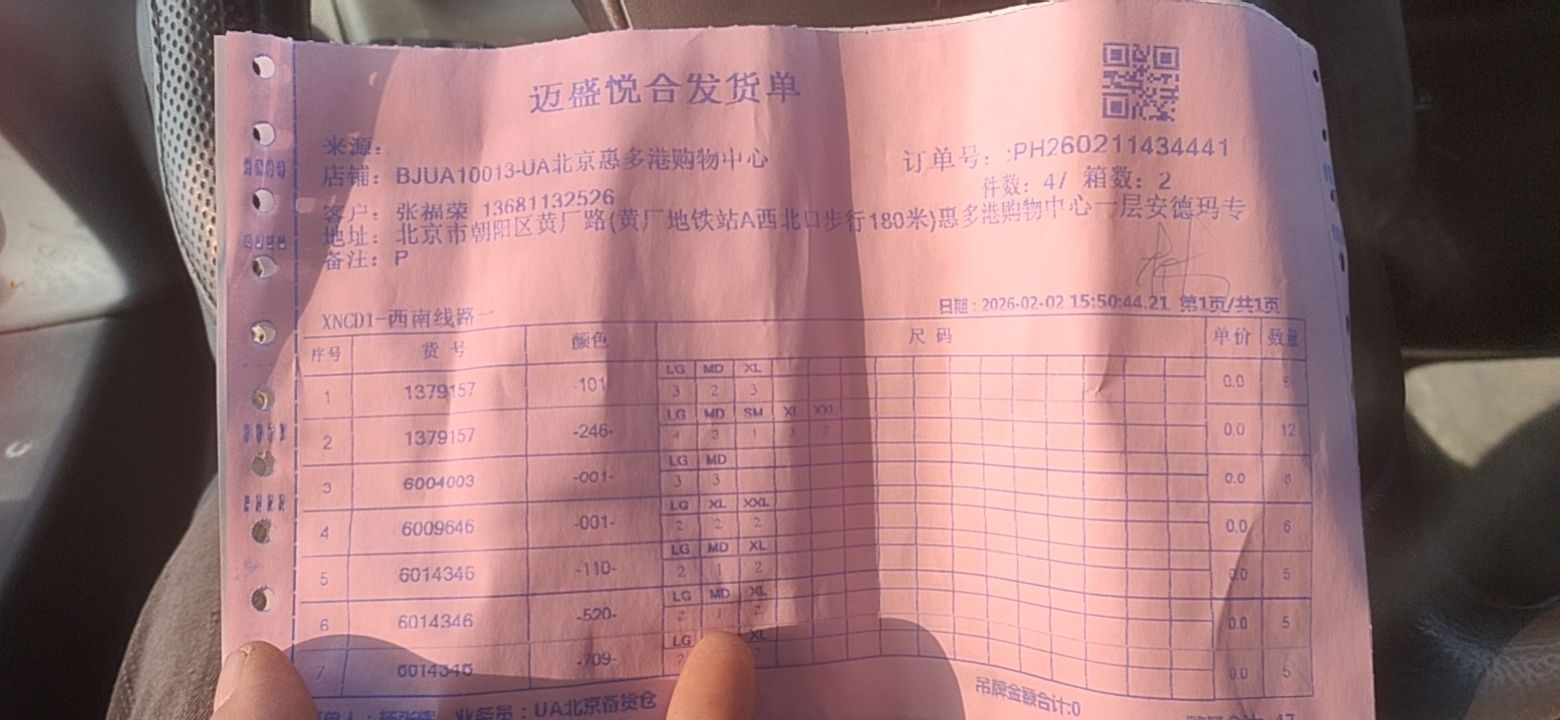 迈盛悦合发货单
来源:
店铺: BJUA10013-UA北京惠多港购物中心
订单号: :PH260211434441
件数: 47 箱数: 2
客户: 张福荣 13681132526
地址: 北京市朝阳区黄厂路(黄厂地铁站A西北口步行180米)惠多港购物中心一层安德玛专
备注: P
XNCD1-西南线路一
日期:2026-02-02 15:50:44.21 第1页/共1页
序号 货 号 颜色 尺 码 单价 数量
LG MD XL
1 1379157 -101- 3 2 3 0.0 8
LG MD SM XL XXL
2 1379157 -246- 4 2 1 3 2 0.0 12
LG MD
3 6004003 -001- 3 3 0.0 6
LG XL XXL
4 6009646 -001- 2 2 2 0.0 6
LG MD XL
5 6014346 -110- 2 1 2 0.0 5
LG MD XL
6 6014346 -520- 2 1 2 0.0 5
LG XL
7 6014346 -709- 2 2 0.0 5
业务员: UA北京备货仓
吊牌金额合计:0